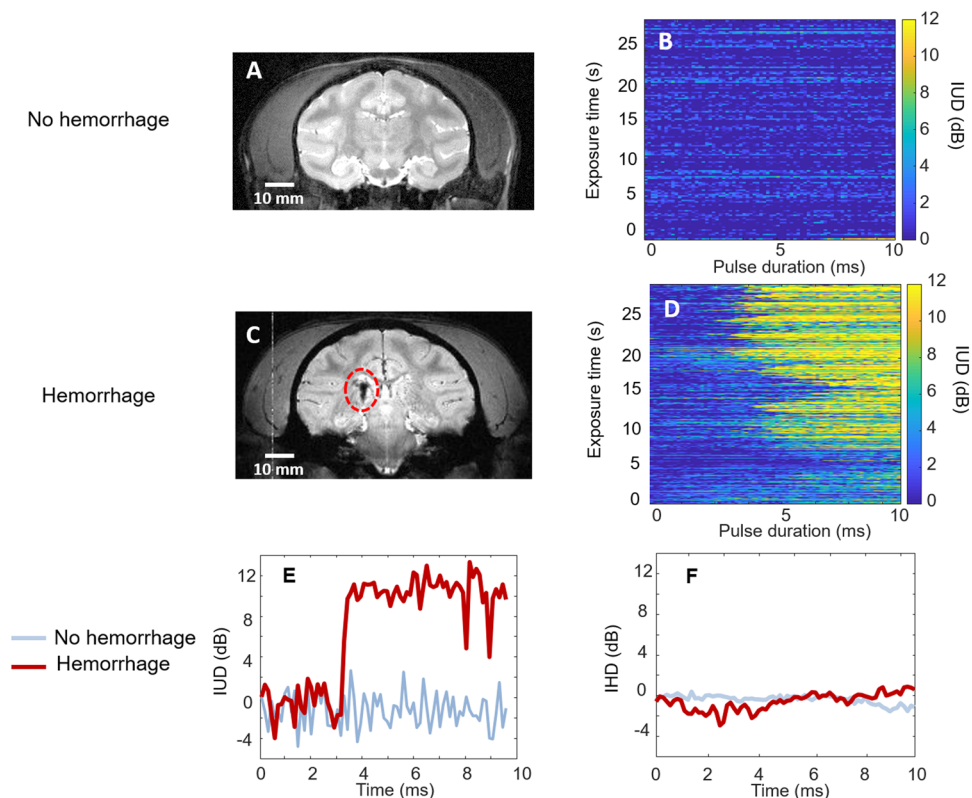 No hemorrhage
A
10 mm
B
Exposure time (s)
25
20
15
10
5
0
0 5 10
Pulse duration (ms)
12
10
8
6
4
2
0
IUD (dB)
Hemorrhage
C
10 mm
D
Exposure time (s)
25
20
15
10
5
0
0 5 10
Pulse duration (ms)
12
10
8
6
4
2
0
IUD (dB)
No hemorrhage
Hemorrhage
E
IUD (dB)
12
8
4
0
-4
0 2 4 6 8 10
Time (ms)
F
IHD (dB)
12
8
4
0
-4
0 2 4 6 8 10
Time (ms)